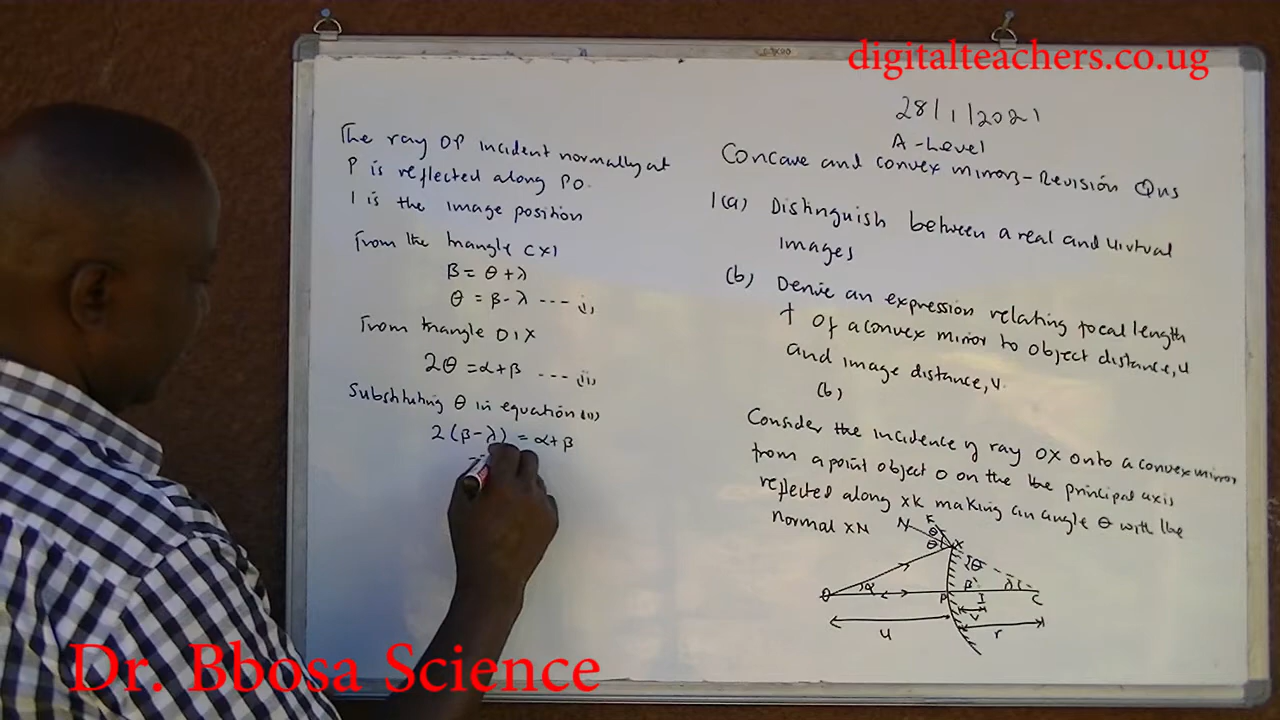 digitalteachers.co.ug
The ray OP incident normally at
P is reflected along PO.
I is the image position
From the triangle CXI
β = θ + λ
θ = β - λ ---- (i)
From triangle OIX
2θ = α + β ---- (ii)
Substituting θ in equation (ii)
2(β - λ) = α + β
28/1/2021
A-Level
Concave and convex mirrors - Revision Qns
1(a) Distinguish between a real and virtual
images
(b) Derive an expression relating focal length
f of a convex mirror to object distance, u
and image distance, v.
(b)
Consider the incidence of ray OX onto a convex mirror
from a point object O on the the principal axis
reflected along XK making an angle θ with the
normal XN
N
X
θ
θ
2θ
O α P β I λ C
v
u r
Dr. Bbosa Science